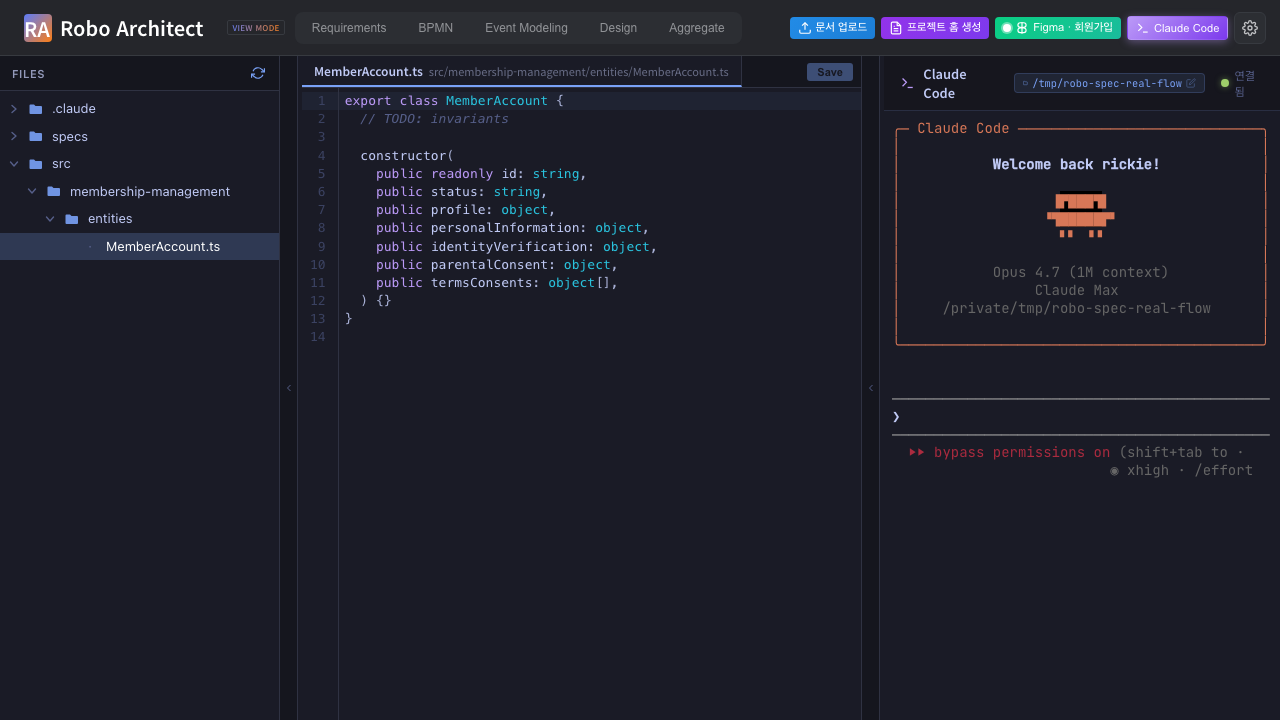 RA Robo Architect
VIEW MODE
Requirements
BPMN
Event Modeling
Design
Aggregate
문서 업로드
프로젝트 홈 생성
Figma · 회원가입
Claude Code
FILES
.claude
specs
src
membership-management
entities
MemberAccount.ts
MemberAccount.ts src/membership-management/entities/MemberAccount.ts
Save
1 export class MemberAccount {
2 // TODO: invariants
3
4 constructor(
5 public readonly id: string,
6 public status: string,
7 public profile: object,
8 public personalInformation: object,
9 public identityVerification: object,
10 public parentalConsent: object,
11 public termsConsents: object[],
12 ) {}
13 }
14
Claude
Code
/tmp/robo-spec-real-flow
연결
됨
Claude Code
Welcome back rickie!
Opus 4.7 (1M context)
Claude Max
/private/tmp/robo-spec-real-flow
❯
⏵⏵ bypass permissions on (shift+tab to ·
◉ xhigh · /effort